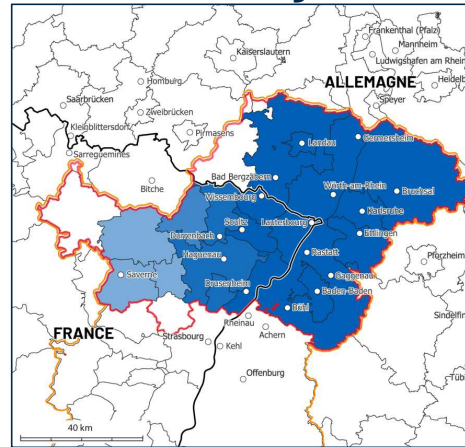 Frankenthal (Pfalz)
Mannheim
Kaiserslautern
Ludwigshafen am Rhein
Homburg
ALLEMAGNE
Heidelb
Saarbrücken
Speyer
Zweibrücken
Kleinblittersdorf
Pirmasens
Germersheim
Sarreguemines
Landau
Bitche
Bad Bergzabern
Wissembourg
Wörth-am-Rhein
Bruchsal
Soultz
Karlsruhe
Lauterbourg
Durrenbach
Ettlingen
Haguenau
Rastatt
Pforzheim
Saverne
Gaggenau
Drusenheim
Baden-Baden
Bühl
Sindelfin
Rheinau
FRANCE
Achern
Strasbourg
Kehl
Offenburg
Tüb
40 km